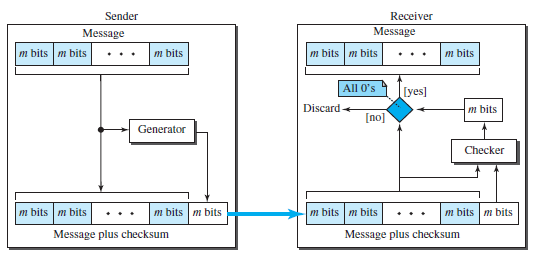 Sender
Message
m bits m bits . . . m bits
Generator
m bits m bits . . . m bits m bits
Message plus checksum
Receiver
Message
m bits m bits . . . m bits
All 0's
[yes]
Discard
[no]
m bits
Checker
m bits m bits . . . m bits m bits
Message plus checksum